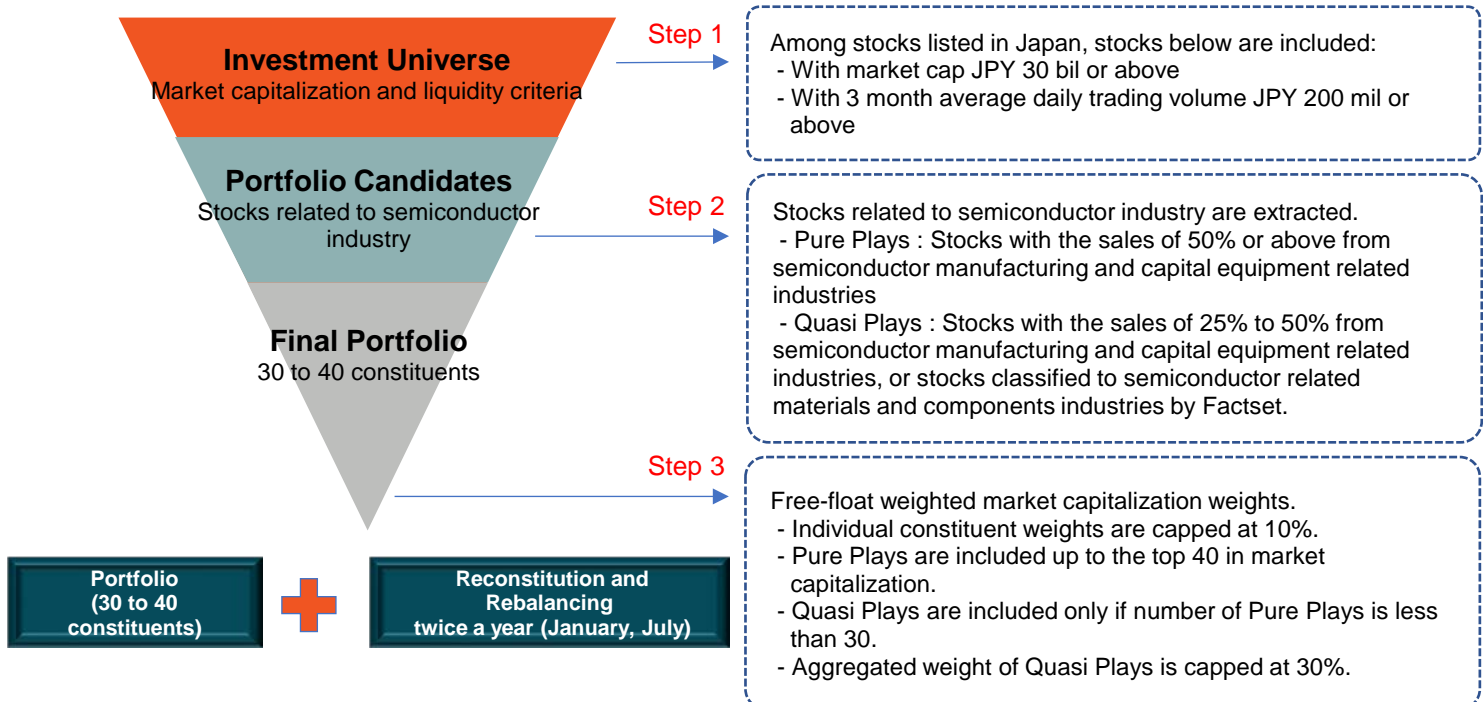 Investment Universe
Market capitalization and liquidity criteria
Step 1
Among stocks listed in Japan, stocks below are included:
- With market cap JPY 30 bil or above
- With 3 month average daily trading volume JPY 200 mil or
above
Portfolio Candidates
Stocks related to semiconductor
industry
Step 2
Stocks related to semiconductor industry are extracted.
- Pure Plays : Stocks with the sales of 50% or above from
semiconductor manufacturing and capital equipment related
industries
- Quasi Plays : Stocks with the sales of 25% to 50% from
semiconductor manufacturing and capital equipment related
industries, or stocks classified to semiconductor related
materials and components industries by Factset.
Final Portfolio
30 to 40 constituents
Step 3
Free-float weighted market capitalization weights.
- Individual constituent weights are capped at 10%.
- Pure Plays are included up to the top 40 in market
capitalization.
- Quasi Plays are included only if number of Pure Plays is less
than 30.
- Aggregated weight of Quasi Plays is capped at 30%.
Portfolio
(30 to 40
constituents)
Reconstitution and
Rebalancing
twice a year (January, July)